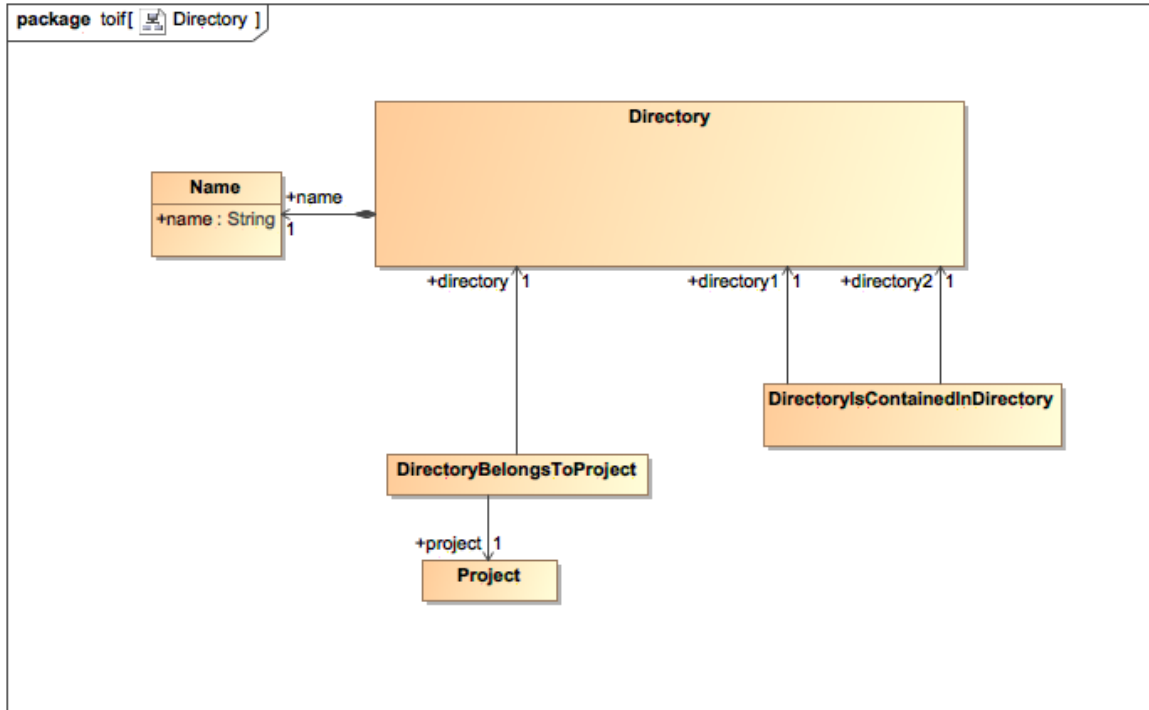 package toif[ Directory ]
Directory
Name
+name : String
+name
1
+directory 1
+directory1 1
+directory2 1
DirectoryIsContainedInDirectory
DirectoryBelongsToProject
+project 1
Project